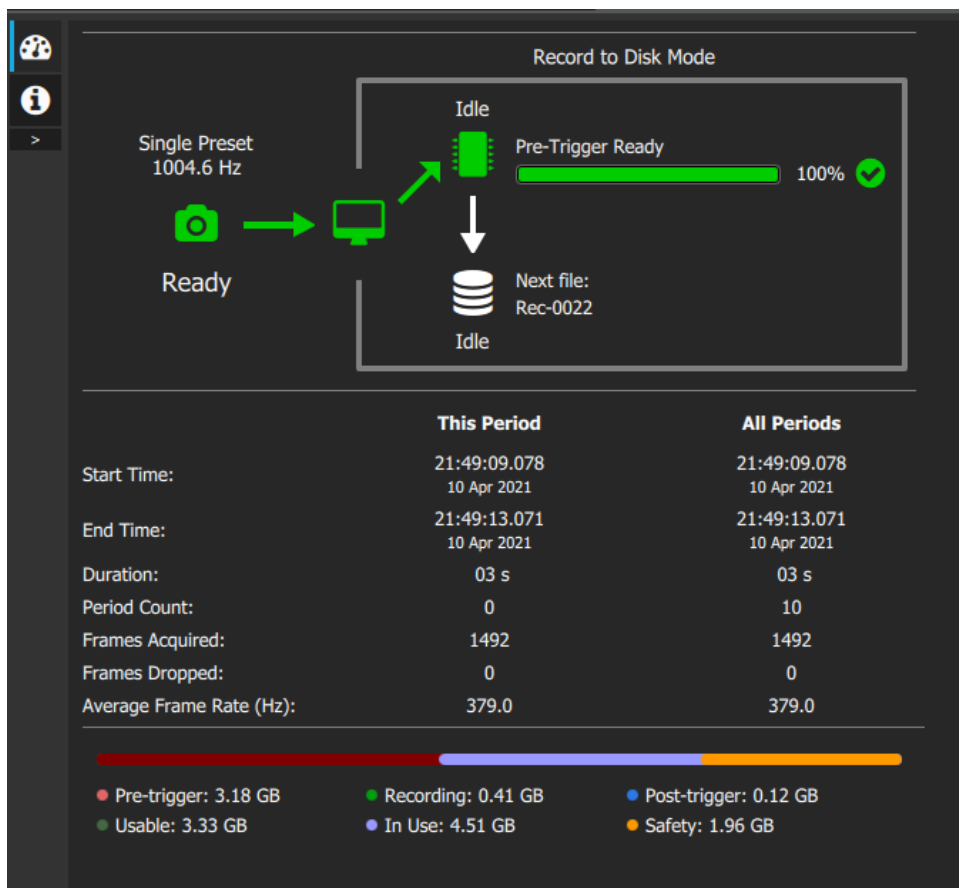 Record to Disk Mode
Idle
Single Preset
1004.6 Hz
Pre-Trigger Ready
100%
Ready
Next file:
Rec-0022
Idle
>
This Period All Periods
Start Time: 21:49:09.078 21:49:09.078
10 Apr 2021 10 Apr 2021
End Time: 21:49:13.071 21:49:13.071
10 Apr 2021 10 Apr 2021
Duration: 03 s 03 s
Period Count: 0 10
Frames Acquired: 1492 1492
Frames Dropped: 0 0
Average Frame Rate (Hz): 379.0 379.0
Pre-trigger: 3.18 GB Recording: 0.41 GB Post-trigger: 0.12 GB
Usable: 3.33 GB In Use: 4.51 GB Safety: 1.96 GB